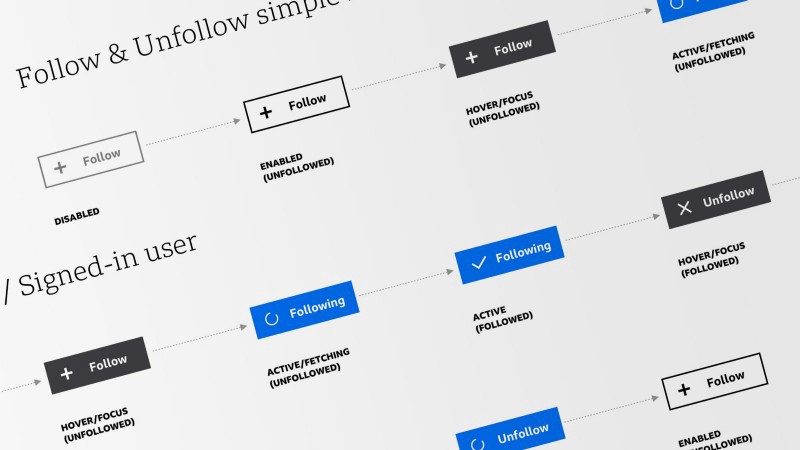 Follow & Unfollow simple
Follow
DISABLED
Follow
ENABLED
(UNFOLLOWED)
Follow
HOVER/FOCUS
(UNFOLLOWED)
ACTIVE/FETCHING
(UNFOLLOWED)
/ Signed-in user
Follow
HOVER/FOCUS
(UNFOLLOWED)
Following
ACTIVE/FETCHING
(UNFOLLOWED)
Following
ACTIVE
(FOLLOWED)
Unfollow
HOVER/FOCUS
(FOLLOWED)
Unfollow
Follow
ENABLED
(UNFOLLOWED)